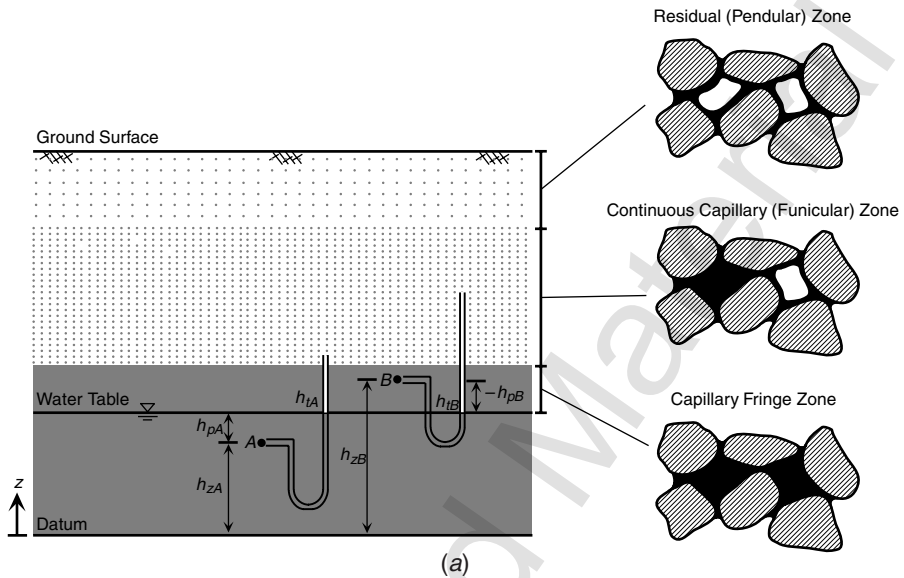 Residual (Pendular) Zone
Ground Surface
Continuous Capillary (Funicular) Zone
Water Table
h_tA
B
h_tB
–h_pB
h_pA
A
h_zB
h_zA
Capillary Fringe Zone
z
Datum
(a)
d Material